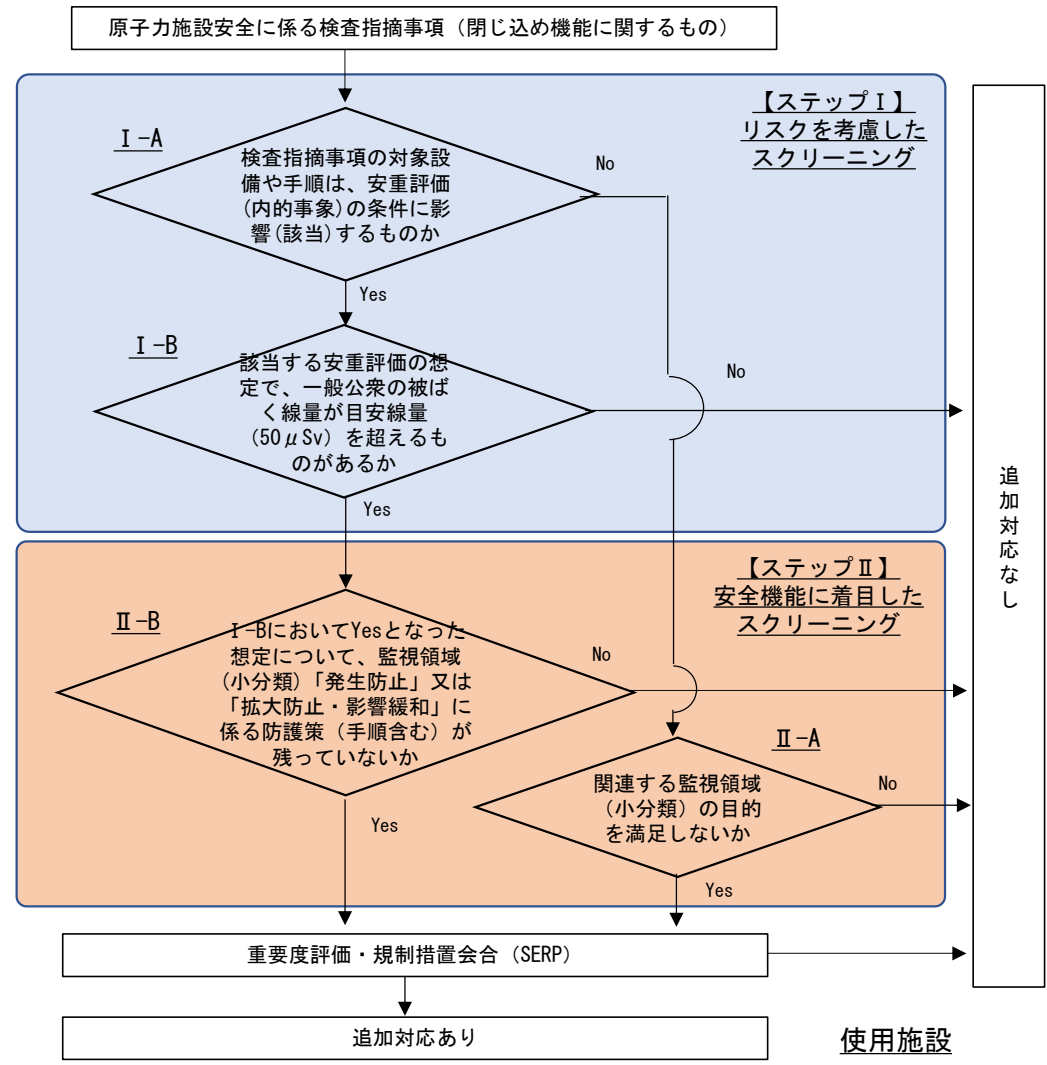 原子力施設安全に係る検査指摘事項（閉じ込め機能に関するもの）
【ステップⅠ】
リスクを考慮した
スクリーニング
Ⅰ-A
検査指摘事項の対象設
備や手順は、安重評価
(内的事象)の条件に影
響(該当)するものか
No
Yes
Ⅰ-B
該当する安重評価の想
定で、一般公衆の被ば
く線量が目安線量
（50μSv）を超えるも
のがあるか
No
Yes
追加対応なし
【ステップⅡ】
安全機能に着目した
スクリーニング
Ⅱ-B
Ⅰ-BにおいてYesとなった
想定について、監視領域
(小分類)「発生防止」又は
「拡大防止・影響緩和」に
係る防護策（手順含む）が
残っていないか
No
Yes
Ⅱ-A
関連する監視領域
（小分類）の目的
を満足しないか
No
Yes
重要度評価・規制措置会合（SERP）
追加対応あり
使用施設